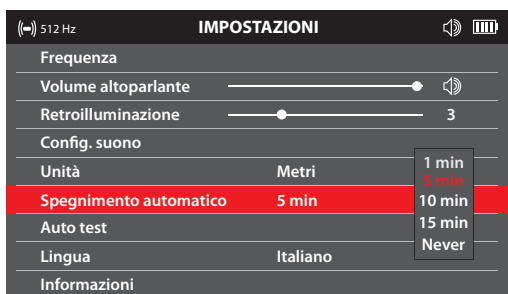 512 Hz IMPOSTAZIONI
Frequenza
Volume altoparlante
Retroilluminazione 3
Config. suono
Unità Metri
Spegnimento automatico 5 min
Auto test
Lingua Italiano
Informazioni
1 min
5 min
10 min
15 min
Never